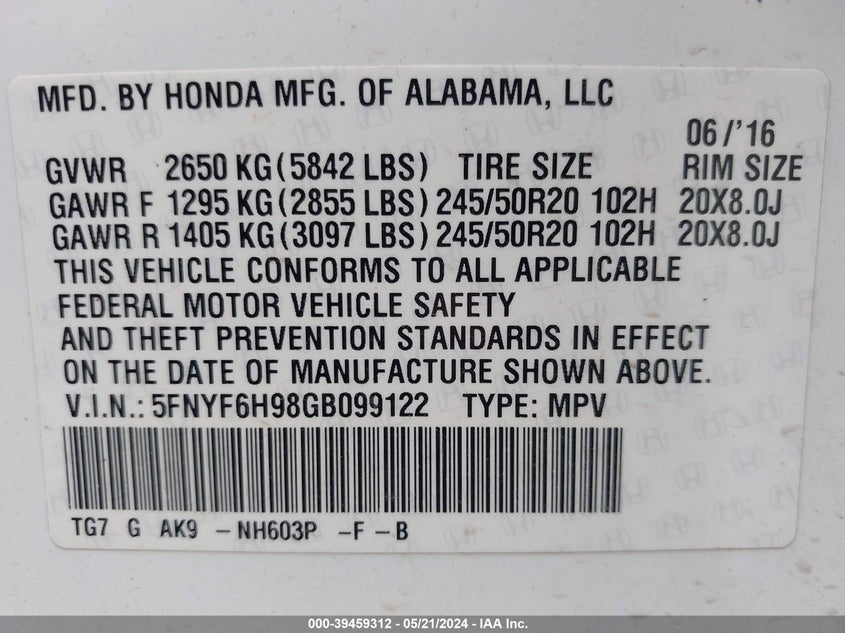 MFD. BY HONDA MFG. OF ALABAMA, LLC
06/'16
GVWR 2650 KG(5842 LBS) TIRE SIZE RIM SIZE
GAWR F 1295 KG(2855 LBS) 245/50R20 102H 20X8.0J
GAWR R 1405 KG(3097 LBS) 245/50R20 102H 20X8.0J
THIS VEHICLE CONFORMS TO ALL APPLICABLE
FEDERAL MOTOR VEHICLE SAFETY
AND THEFT PREVENTION STANDARDS IN EFFECT
ON THE DATE OF MANUFACTURE SHOWN ABOVE.
V.I.N.: 5FNYF6H98GB099122 TYPE: MPV
TG7 G AK9 -NH603P -F -B
000-39459312 - 05/21/2024 - IAA Inc.